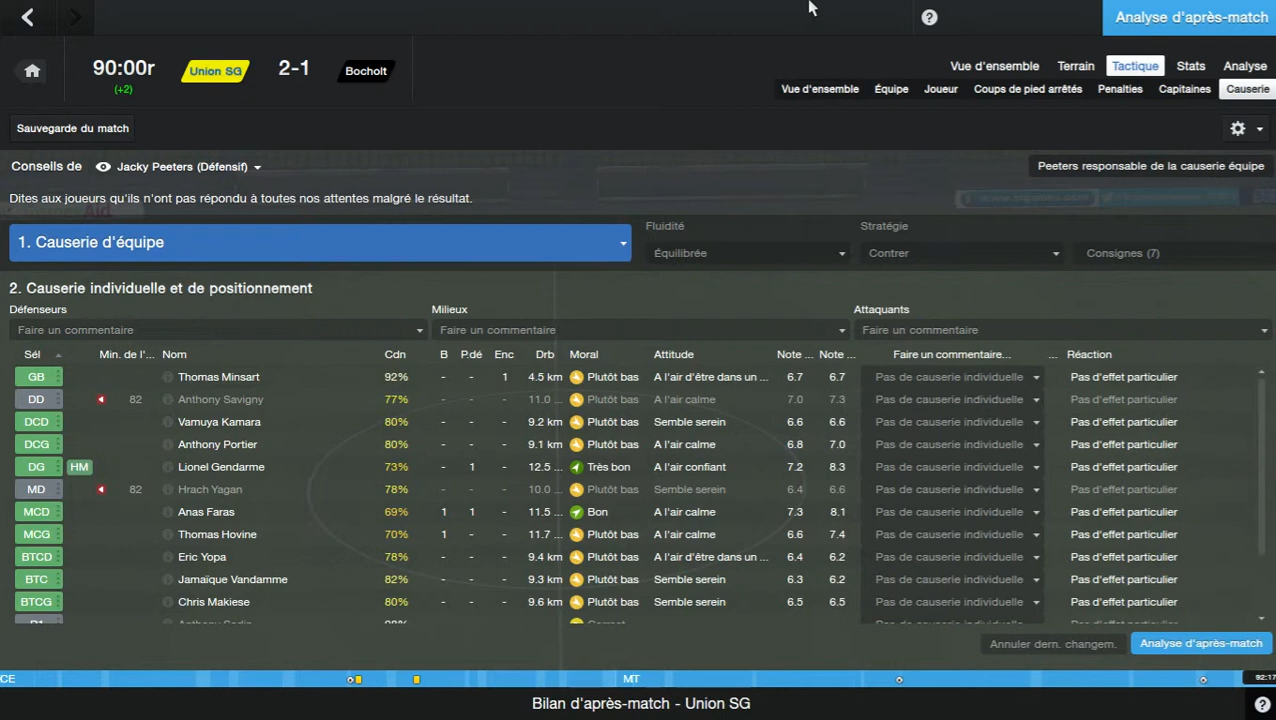 Analyse d'après-match
90:00r
(+2)
Union SG
2-1
Bocholt
Vue d'ensemble Terrain Tactique Stats Analyse
Vue d'ensemble Équipe Joueur Coups de pied arrêtés Penalties Capitaines Causerie
Sauvegarde du match
Conseils de Jacky Peeters (Défensif)
Peeters responsable de la causerie équipe
Dites aux joueurs qu'ils n'ont pas répondu à toutes nos attentes malgré le résultat.
1. Causerie d'équipe
Fluidité Stratégie
Équilibrée Contrer Consignes (7)
2. Causerie individuelle et de positionnement
Défenseurs Milieux Attaquants
Faire un commentaire Faire un commentaire Faire un commentaire
Sél Min. de l'... Nom Cdn B P.dé Enc Drb Moral Attitude Note ... Note ... Faire un commentaire... ... Réaction
GB Thomas Minsart 92% - - 1 4.5 km Plutôt bas A l'air d'être dans un ... 6.7 6.7 Pas de causerie individuelle Pas d'effet particulier
DD 82 Anthony Savigny 77% - - - 11.0 ... Plutôt bas A l'air calme 7.0 7.3 Pas de causerie individuelle Pas d'effet particulier
DCD Vamuya Kamara 80% - - - 9.2 km Plutôt bas Semble serein 6.6 6.6 Pas de causerie individuelle Pas d'effet particulier
DCG Anthony Portier 80% - - - 9.1 km Plutôt bas A l'air calme 6.8 7.0 Pas de causerie individuelle Pas d'effet particulier
DG HM Lionel Gendarme 73% - 1 - 12.5 ... Très bon A l'air confiant 7.2 8.3 Pas de causerie individuelle Pas d'effet particulier
MD 82 Hrach Yagan 78% - - - 10.0 ... Plutôt bas Semble serein 6.4 6.6 Pas de causerie individuelle Pas d'effet particulier
MCD Anas Faras 69% 1 1 - 11.5 ... Bon A l'air calme 7.3 8.1 Pas de causerie individuelle Pas d'effet particulier
MCG Thomas Hovine 70% 1 - - 11.7 ... Plutôt bas A l'air calme 6.6 7.4 Pas de causerie individuelle Pas d'effet particulier
BTCD Eric Yopa 78% - - - 9.4 km Plutôt bas A l'air d'être dans un ... 6.4 6.2 Pas de causerie individuelle Pas d'effet particulier
BTC Jamaïque Vandamme 82% - - - 9.3 km Plutôt bas Semble serein 6.3 6.2 Pas de causerie individuelle Pas d'effet particulier
BTCG Chris Makiese 80% - - - 9.6 km Plutôt bas Semble serein 6.5 6.5 Pas de causerie individuelle Pas d'effet particulier
Annuler dern. changem. Analyse d'après-match
CE MT 92:17
Bilan d'après-match - Union SG